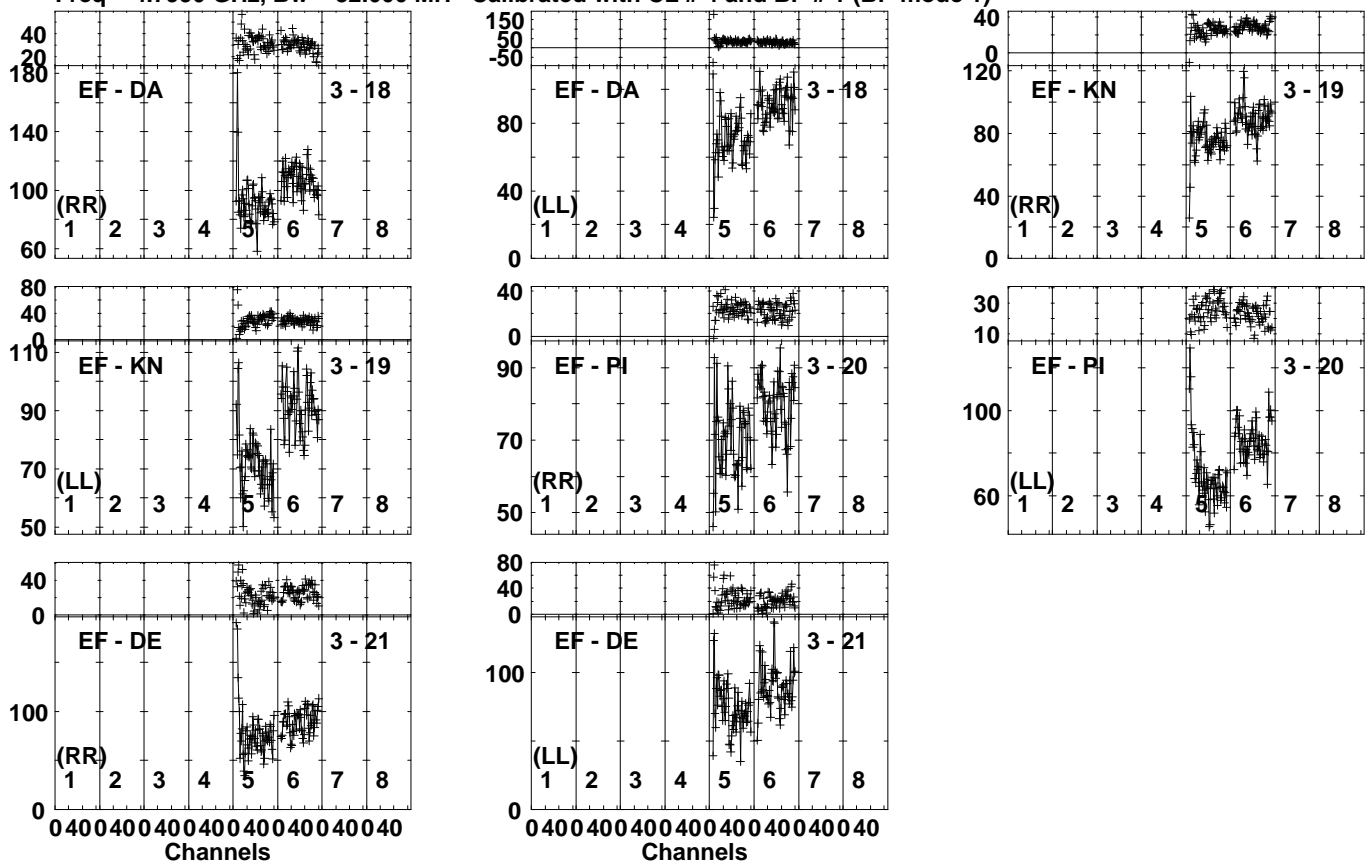 40 150 40
20 50 0
-50
180 EF - DA 3 - 18 EF - DA 3 - 18 120 EF - KN 3 - 19
140 80 80
100 40 40
(RR) (LL) (RR)
1 2 3 4 5 6 7 8 1 2 3 4 5 6 7 8 1 2 3 4 5 6 7 8
60 0 0
80 40 30
40 0 10
0
110 EF - KN 3 - 19 90 EF - PI 3 - 20 EF - PI 3 - 20
90 70 100
70
(LL) (RR) (LL)
1 2 3 4 5 6 7 8 1 2 3 4 5 6 7 8 60 1 2 3 4 5 6 7 8
50 50
40 80
0 40
0
EF - DE 3 - 21 EF - DE 3 - 21
100 100
(RR) (LL)
1 2 3 4 5 6 7 8 1 2 3 4 5 6 7 8
0 0
0 40 0 40 0 40 0 40 0 40 0 40 0 40 0 40 0 40 0 40 0 40 0 40 0 40 0 40 0 40 0 40
Channels Channels